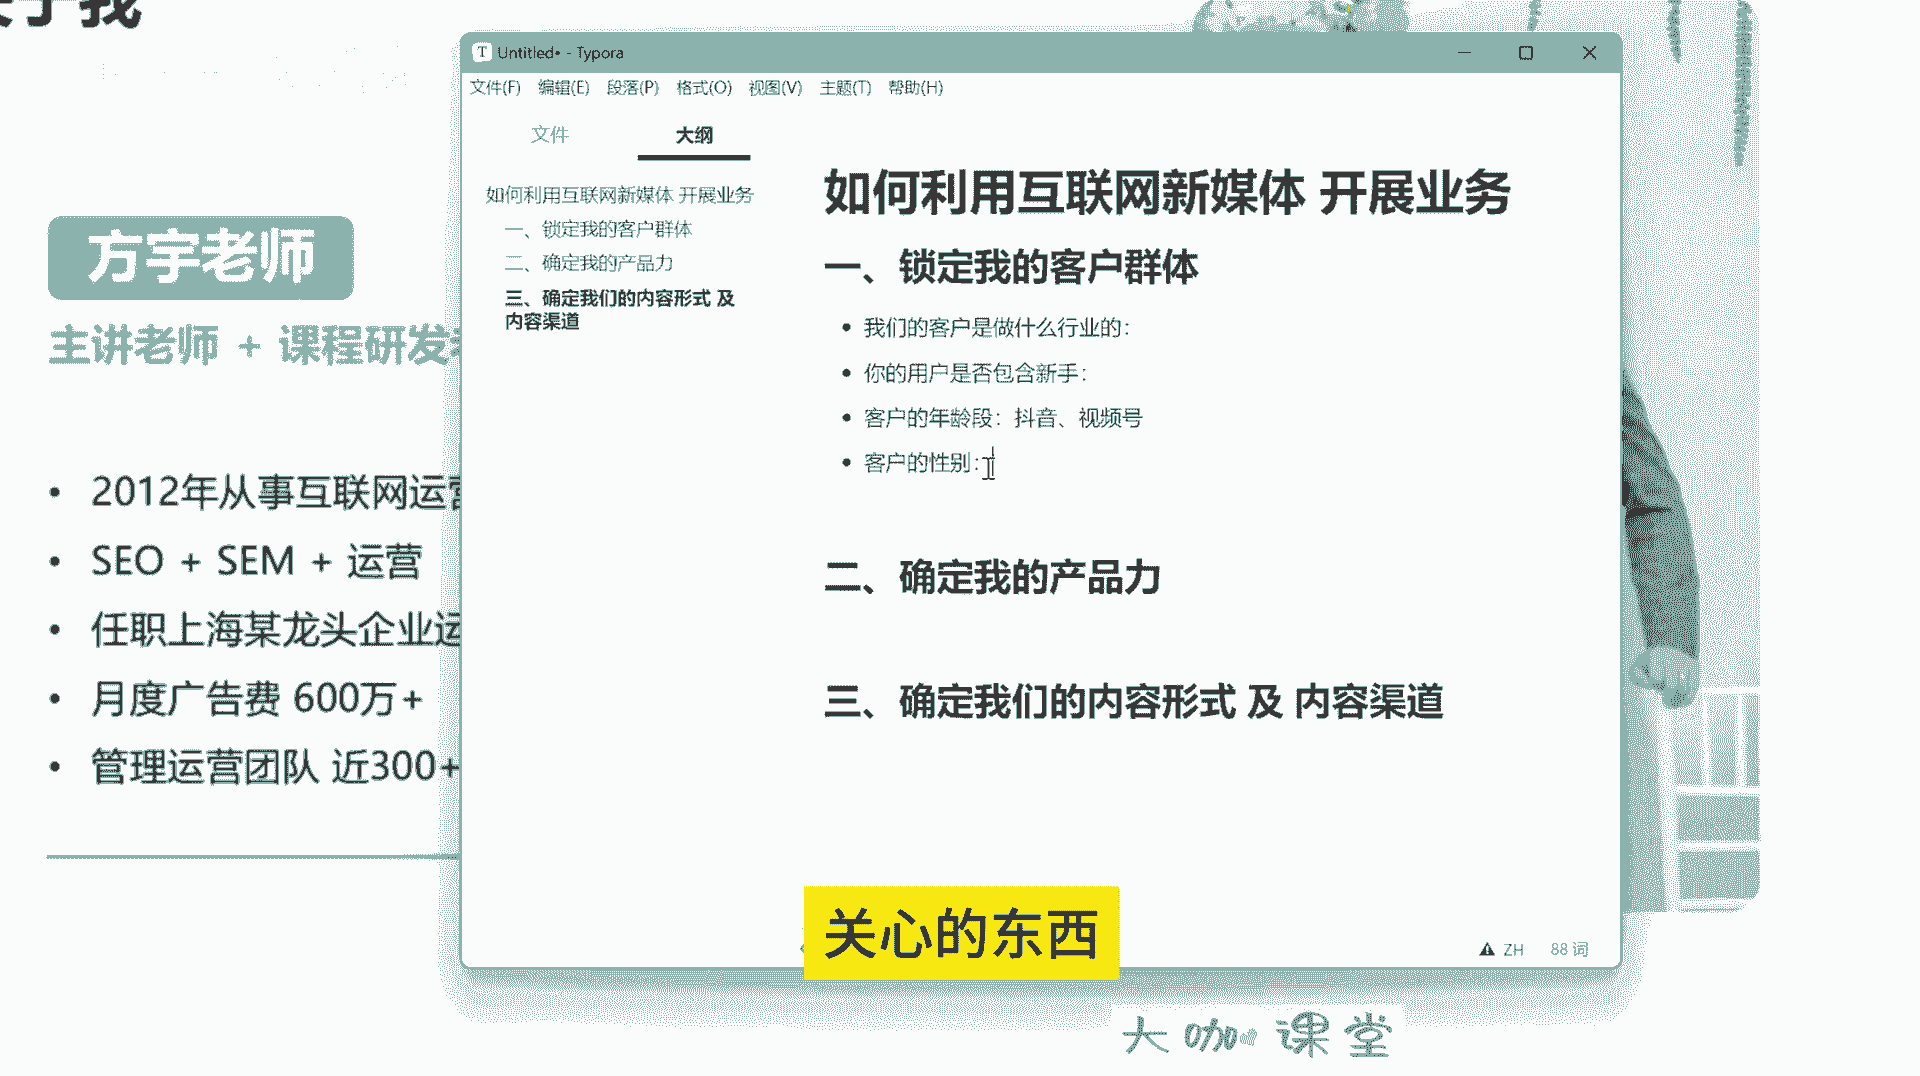 关于我
方宇老师
主讲老师 + 课程研发
2012年从事互联网运营
SEO + SEM + 运营
任职上海某龙头企业运
月度广告费 600万+
管理运营团队 近300+
Untitled• - Typora
文件(F) 编辑(E) 段落(P) 格式(O) 视图(V) 主题(T) 帮助(H)
文件 大纲
如何利用互联网新媒体 开展业务
一、锁定我的客户群体
二、确定我的产品力
三、确定我们的内容形式 及
内容渠道
如何利用互联网新媒体 开展业务
一、锁定我的客户群体
我们的客户是做什么行业的：
你的用户是否包含新手：
客户的年龄段：抖音、视频号
客户的性别：
二、确定我的产品力
三、确定我们的内容形式 及 内容渠道
ZH 88 词
关心的东西
大咖课堂